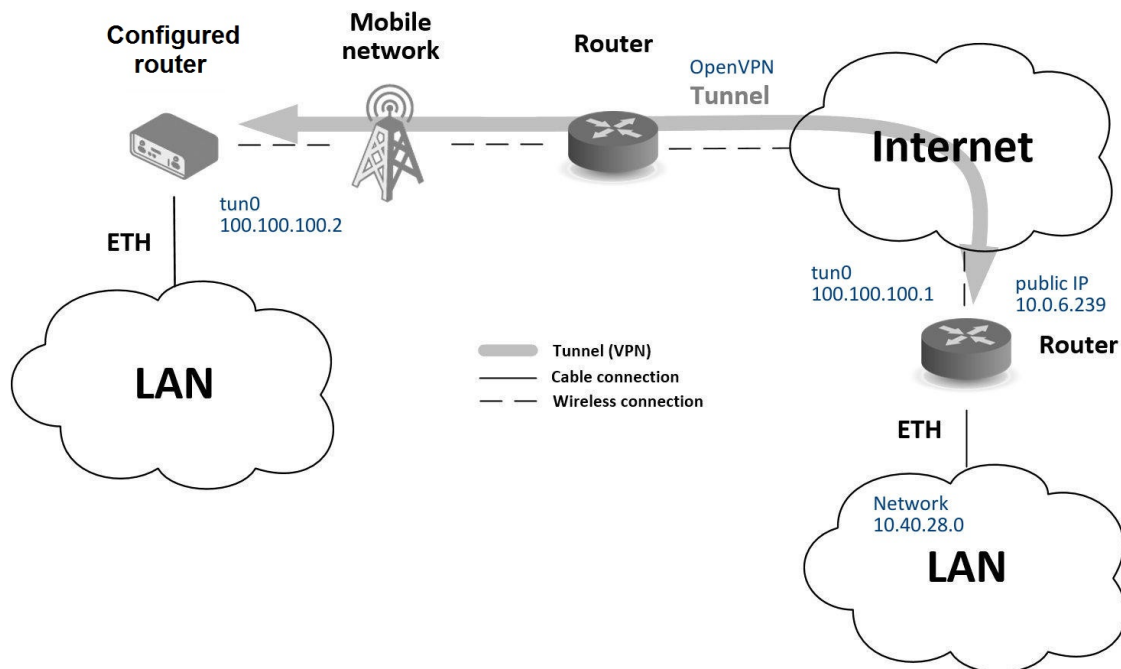 Configured
router
Mobile
network
Router
OpenVPN
Tunnel
Internet
tun0
100.100.100.2
ETH
LAN
tun0
100.100.100.1
public IP
10.0.6.239
Router
Tunnel (VPN)
Cable connection
Wireless connection
ETH
Network
10.40.28.0
LAN